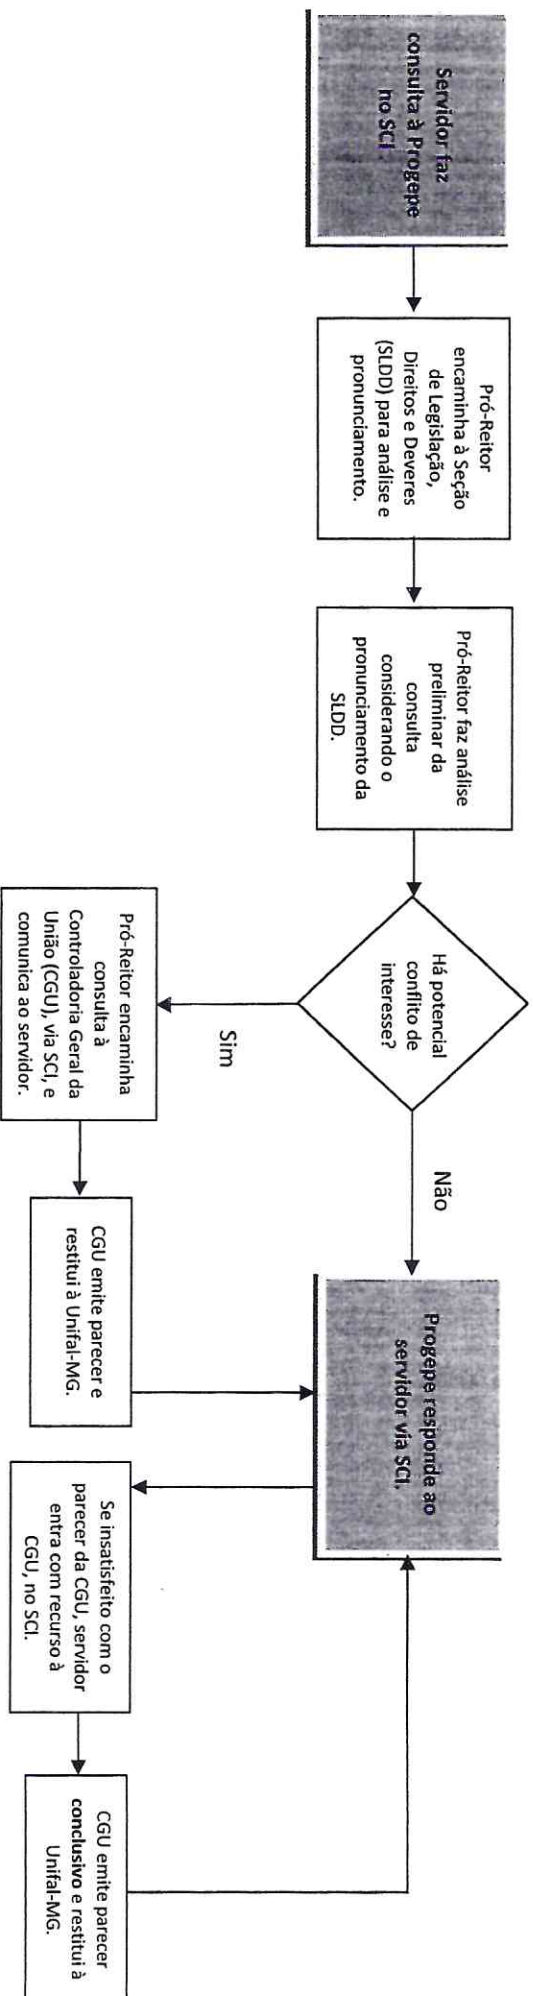 Servidor faz
consulta à Progepe
no SCI.
Pró-Reitor
encaminha à Seção
de Legislação,
Direitos e Deveres
(SLDD) para análise e
pronunciamento.
Pró-Reitor faz análise
preliminar da
consulta
considerando o
pronunciamento da
SLDD.
Há potencial
conflito de
interesse?
Sim
Não
Pró-Reitor encaminha
consulta à
Controladoria Geral da
União (CGU), via SCI, e
comunica ao servidor.
CGU emite parecer e
restitui à Unifal-MG.
Progepe responde ao
servidor via SCI.
Se insatisfeito com o
parecer da CGU, servidor
entra com recurso à
CGU, no SCI.
CGU emite parecer
conclusivo e restitui à
Unifal-MG.